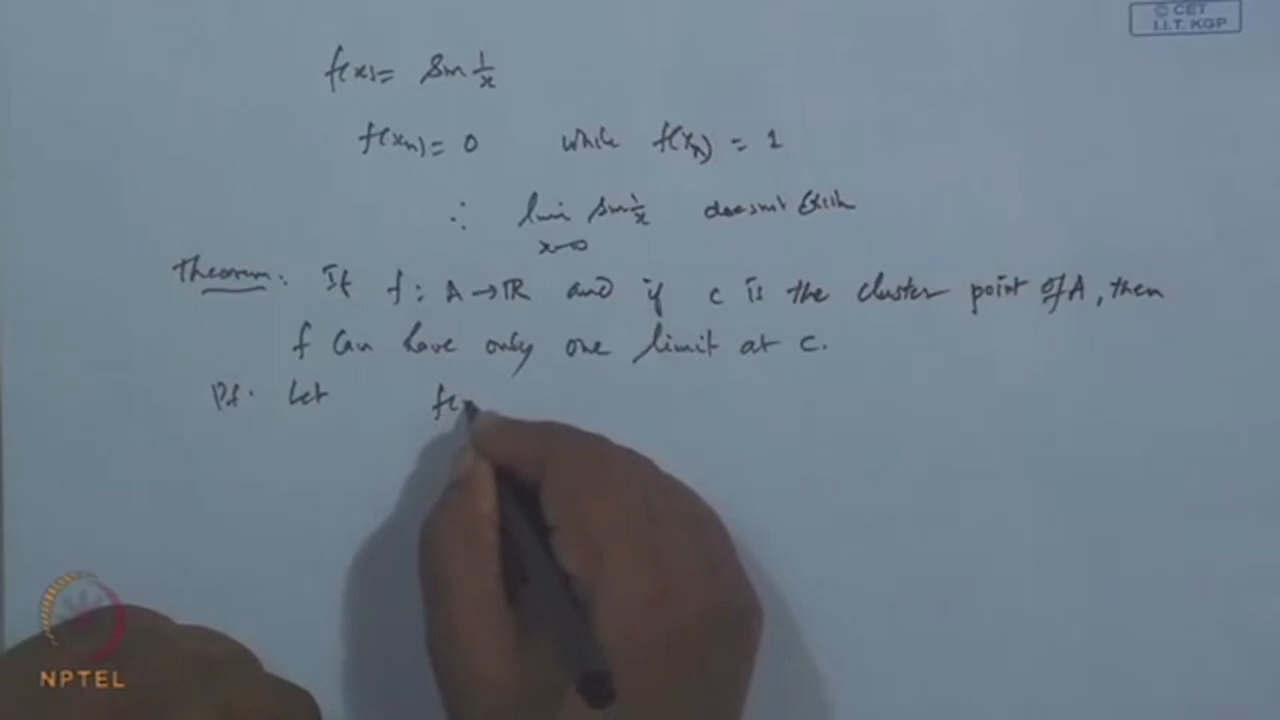 © CET
I.I.T. KGP
f(x) = Sin 1/x
f(xₙ) = 0 while f(xₙ) = 1
∴ lim Sin 1/x doesnt Exist
x→0
Theorem: If f: A→ℝ and if c is the cluster point of A, then
f can have only one limit at c.
Pf. Let f(x
NPTEL